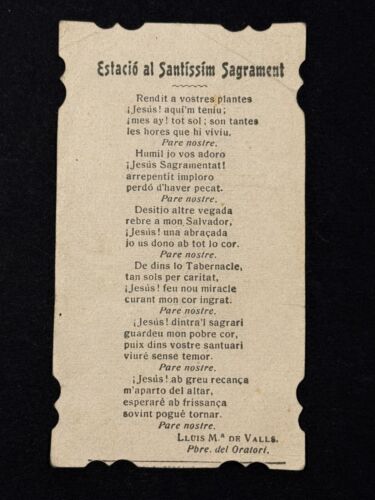 Estació al Santíssim Sagrament
Rendit a vostres plantes
¡Jesús! aquí'm teniu;
¡mes ay! tot sol; son tantes
les hores que hi viviu.
Pare nostre.
Humil jo vos adoro
¡Jesús Sagramentat!
arrepentit imploro
perdó d'haver pecat.
Pare nostre.
Desitjo altre vegada
rebre a mon Salvador,
¡Jesús! una abraçada
jo us dono ab tot lo cor.
Pare nostre.
De dins lo Tabernacle,
tan sols per caritat,
¡Jesús! feu nou miracle
curant mon cor ingrat.
Pare nostre.
¡Jesús! dintra'l sagrari
guardeu mon pobre cor,
puix dins vostre santuari
viuré sense temor.
Pare nostre.
¡Jesús! ab greu recança
m'aparto del altar,
esperaré ab frissança
sovint pogué tornar.
Pare nostre.
LLUIS M.ª DE VALLS.
Pbre. del Oratori.